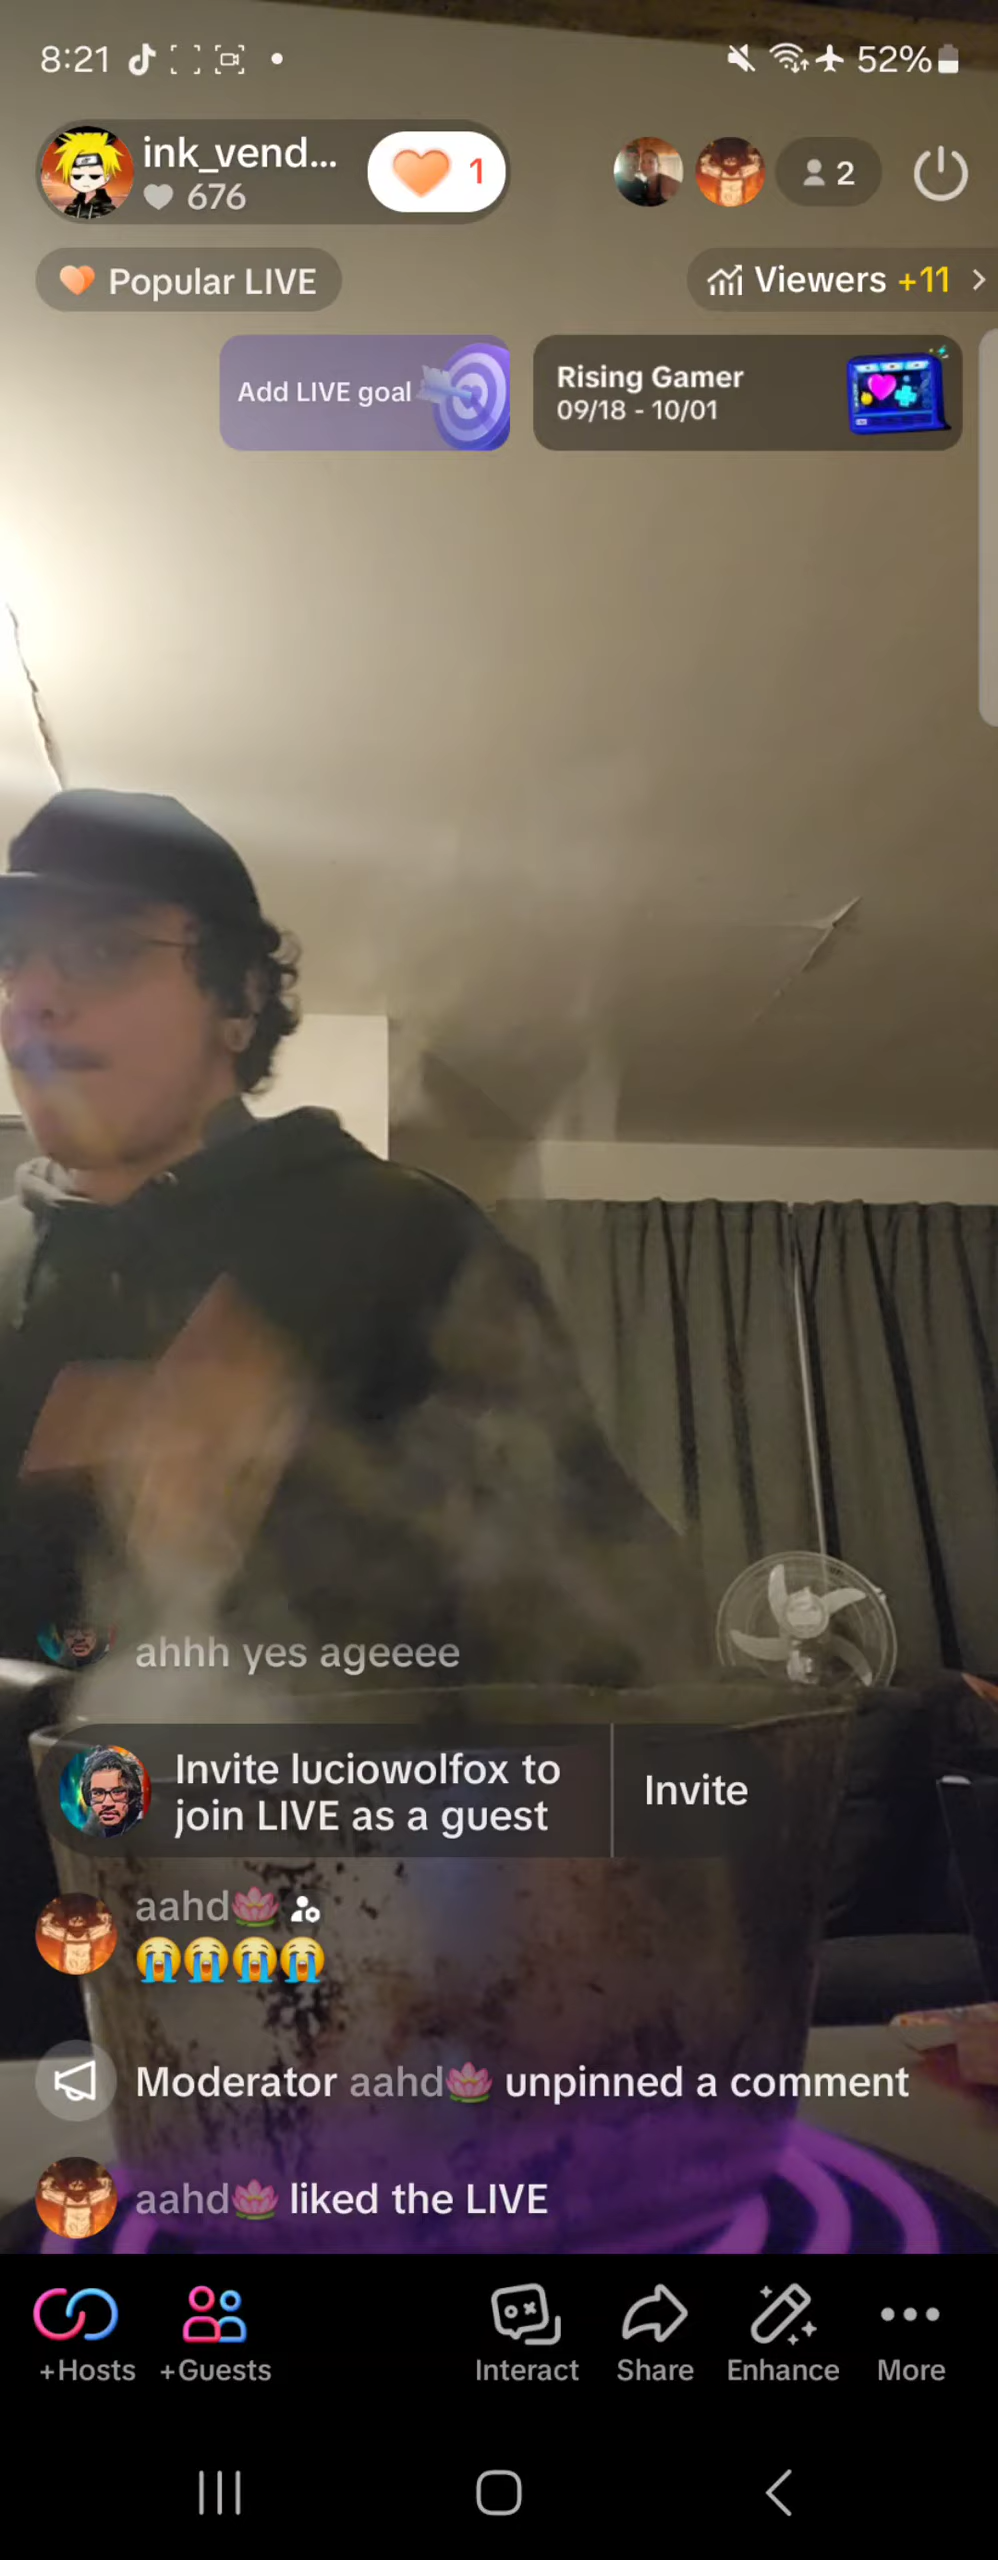 8:21
52%
ink_vend...
676
1
2
Popular LIVE
Viewers +11
Add LIVE goal
Rising Gamer
09/18 - 10/01
ahhh yes ageeee
Invite luciowolfox to
join LIVE as a guest
Invite
aahd🪷
😭😭😭😭
Moderator aahd🪷 unpinned a comment
aahd🪷 liked the LIVE
+Hosts
+Guests
Interact
Share
Enhance
More